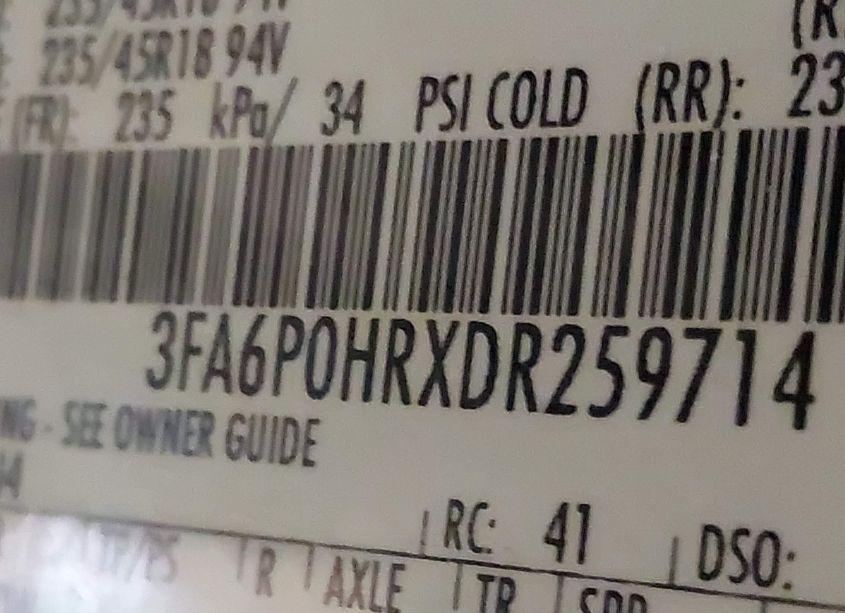 235/45R18 94V
(FR): 235 kPa/ 34 PSI COLD (RR): 23
3FA6P0HRXDR259714
- SEE OWNER GUIDE
RC: 41 DSO:
R AXLE TR SPR